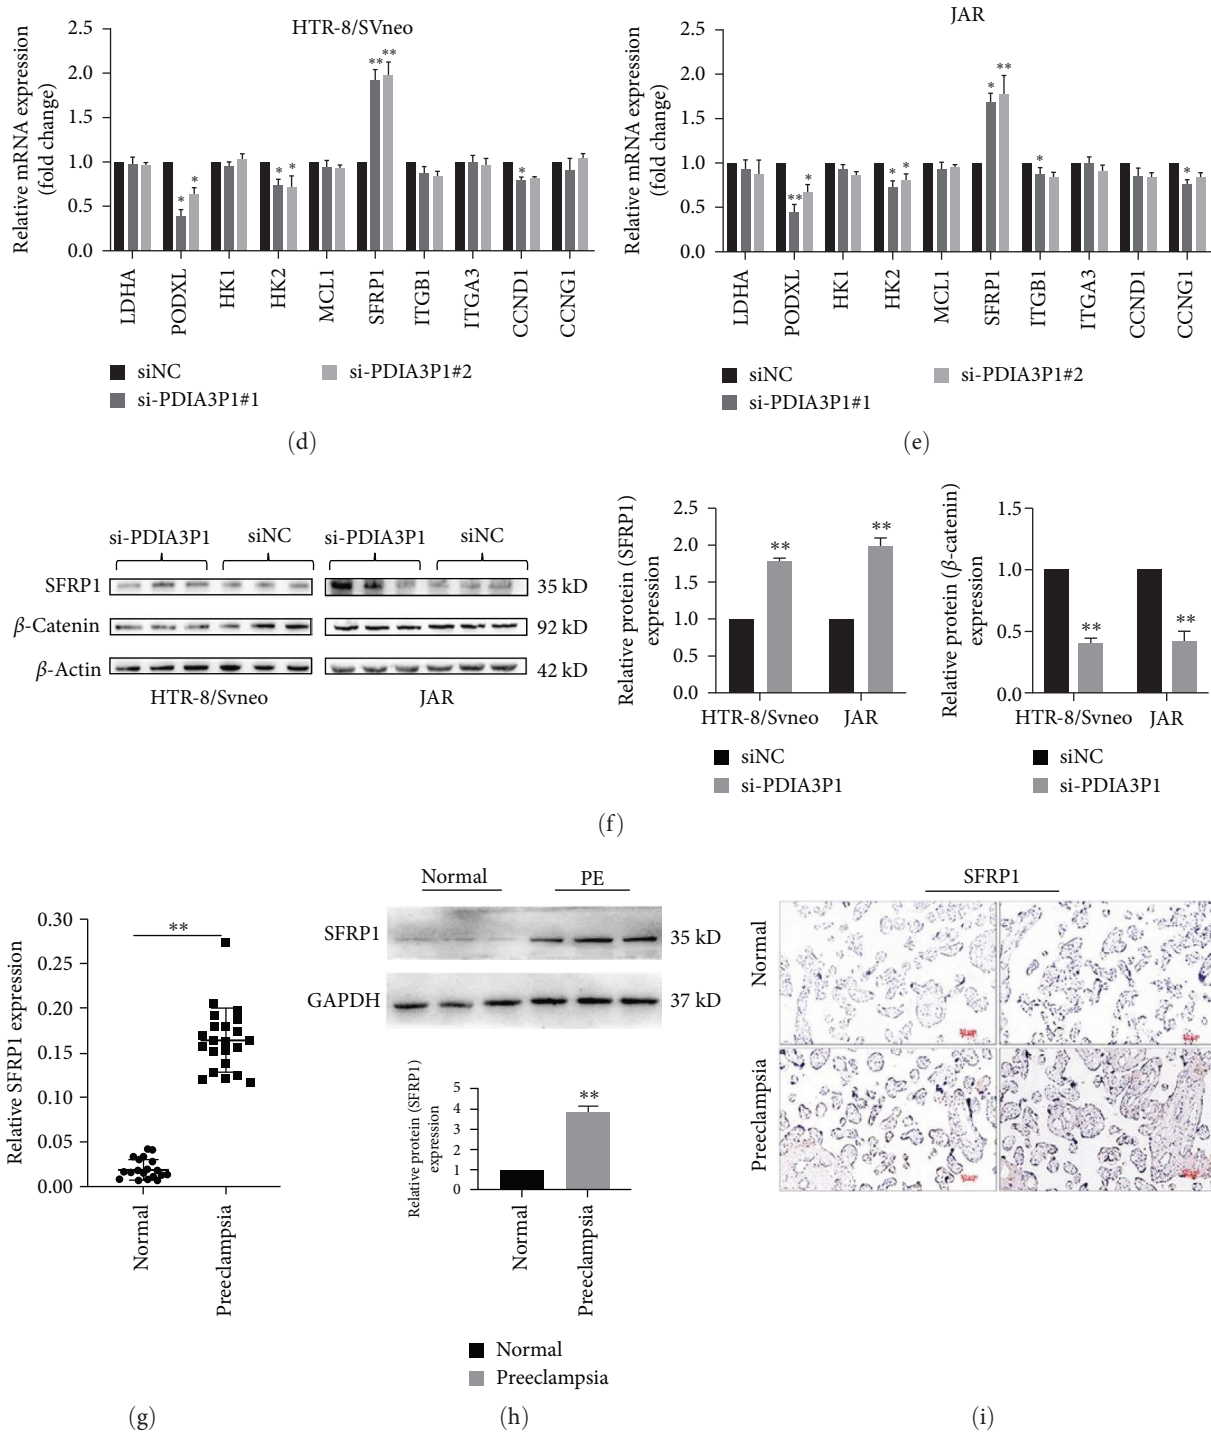 HTR-8/SVneo
Relative mRNA expression
(fold change)
2.5
2.0
1.5
1.0
0.5
0.0
** **
* *
* *
*
LDHA
PODXL
HK1
HK2
MCL1
SFRP1
ITGB1
ITGA3
CCND1
CCNG1
siNC
si-PDIA3P1#2
si-PDIA3P1#1
(d)
JAR
Relative mRNA expression
(fold change)
2.5
2.0
1.5
1.0
0.5
0.0
* **
** *
* *
*
*
LDHA
PODXL
HK1
HK2
MCL1
SFRP1
ITGB1
ITGA3
CCND1
CCNG1
siNC
si-PDIA3P1#2
si-PDIA3P1#1
(e)
si-PDIA3P1 siNC si-PDIA3P1 siNC
SFRP1 35 kD
β-Catenin 92 kD
β-Actin 42 kD
HTR-8/Svneo JAR
Relative protein (SFRP1)
expression
2.5
2.0
1.5
1.0
0.5
0.0
** **
HTR-8/Svneo JAR
siNC
si-PDIA3P1
Relative protein (β-catenin)
expression
1.5
1.0
0.5
0.0
** **
HTR-8/Svneo JAR
siNC
si-PDIA3P1
(f)
Relative SFRP1 expression
0.30
0.25
0.20
0.15
0.10
0.05
0.00
**
Normal
Preeclampsia
(g)
Normal PE
SFRP1 35 kD
GAPDH 37 kD
Relative protein (SFRP1)
expression
5
4
3
2
1
0
**
Normal
Preeclampsia
Normal
Preeclampsia
(h)
SFRP1
Normal
Preeclampsia
(i)